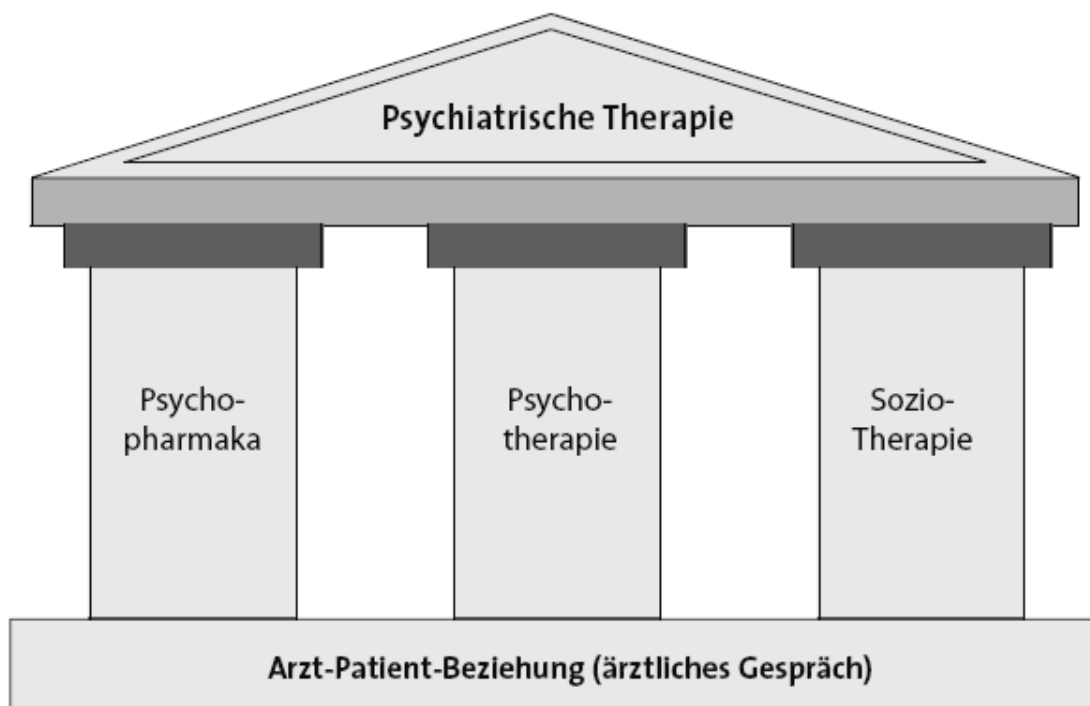 Psychiatrische Therapie
Psycho-
pharmaka
Psycho-
therapie
Sozio-
Therapie
Arzt-Patient-Beziehung (ärztliches Gespräch)